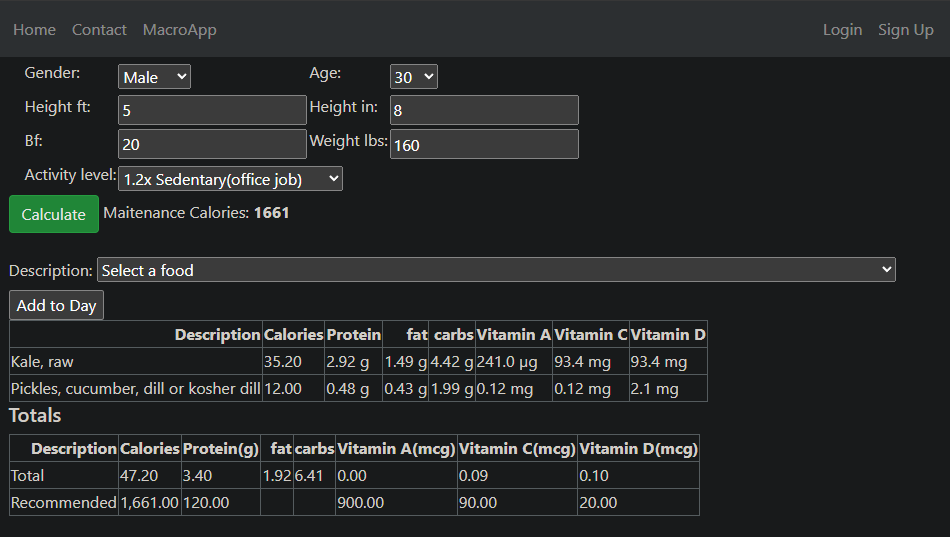 Home Contact MacroApp Login Sign Up
Gender: Male Age: 30
Height ft: 5 Height in: 8
Bf: 20 Weight lbs: 160
Activity level: 1.2x Sedentary(office job)
Calculate Maitenance Calories: 1661
Description: Select a food
Add to Day
Description Calories Protein fat carbs Vitamin A Vitamin C Vitamin D
Kale, raw 35.20 2.92 g 1.49 g 4.42 g 241.0 µg 93.4 mg 93.4 mg
Pickles, cucumber, dill or kosher dill 12.00 0.48 g 0.43 g 1.99 g 0.12 mg 0.12 mg 2.1 mg
Totals
Description Calories Protein(g) fat carbs Vitamin A(mcg) Vitamin C(mcg) Vitamin D(mcg)
Total 47.20 3.40 1.92 6.41 0.00 0.09 0.10
Recommended 1,661.00 120.00 900.00 90.00 20.00